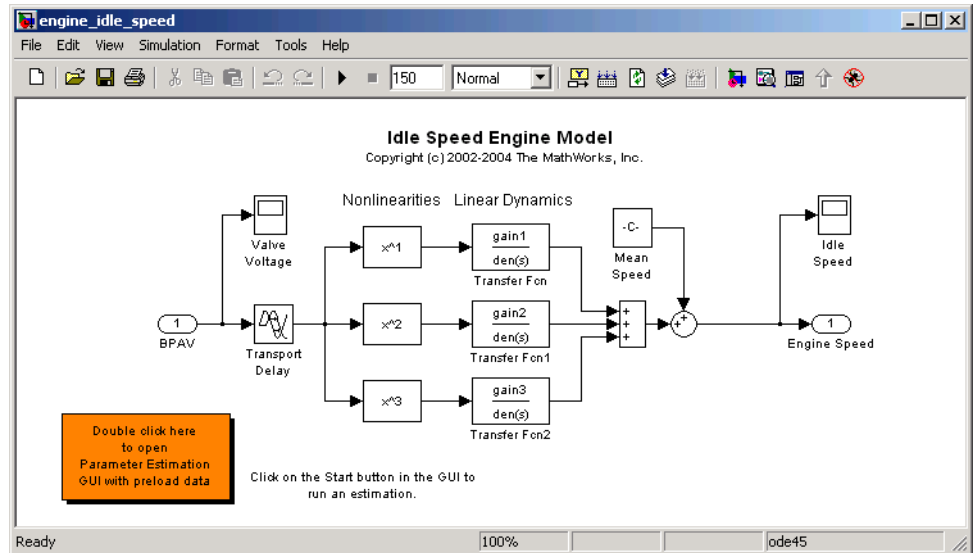 engine_idle_speed
File Edit View Simulation Format Tools Help
150 Normal
Idle Speed Engine Model
Copyright (c) 2002-2004 The MathWorks, Inc.
Nonlinearities Linear Dynamics
Valve
Voltage
x^1
gain1
den(s)
Transfer Fcn
-C-
Mean
Speed
Idle
Speed
1
BPAV
Transport
Delay
x^2
gain2
den(s)
Transfer Fcn1
+
+
+
+
+
1
Engine Speed
x^3
gain3
den(s)
Transfer Fcn2
Double click here
to open
Parameter Estimation
GUI with preload data
Click on the Start button in the GUI to
run an estimation.
Ready 100% ode45